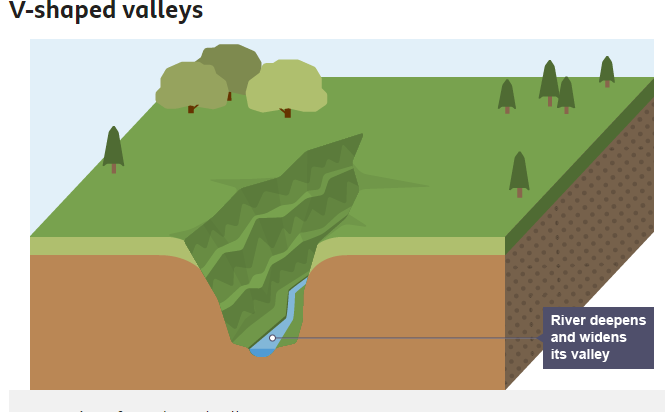 V-shaped valleys
River deepens
and widens
its valley